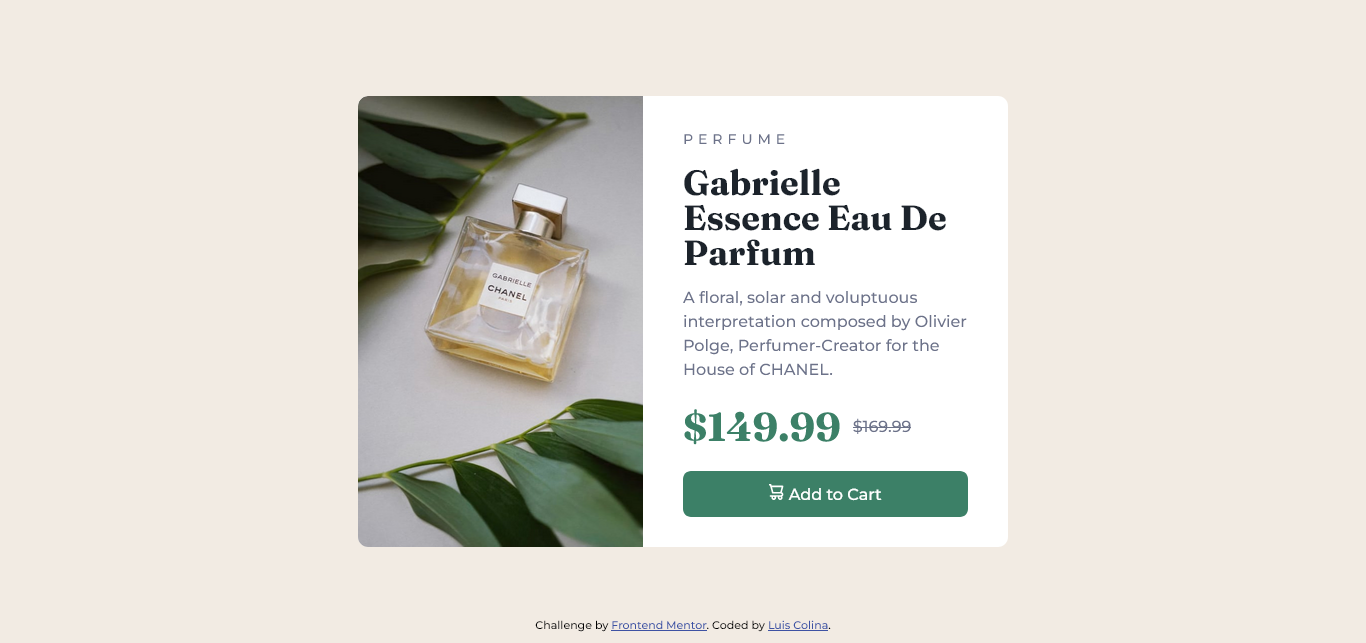 GABRIELLE
CHANEL
PARIS
PERFUME
Gabrielle
Essence Eau De
Parfum
A floral, solar and voluptuous
interpretation composed by Olivier
Polge, Perfumer-Creator for the
House of CHANEL.
$149.99 $169.99
Add to Cart
Challenge by Frontend Mentor. Coded by Luis Colina.